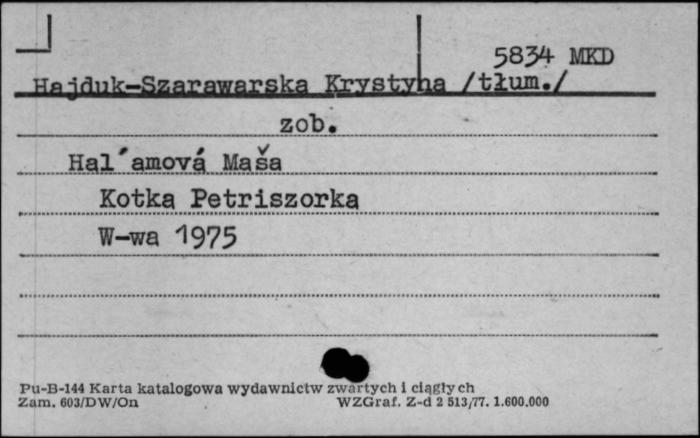 5834 MKD
Hajduk-Szarawarska Krystyna /tłum./
zob.
Hal´amová Maša
Kotka Petriszorka
W-wa 1975
Pu-B-144 Karta katalogowa wydawnictw zwartych i ciągłych
Zam. 603/DW/On WZGraf. Z-d 2 513/77. 1.600.000